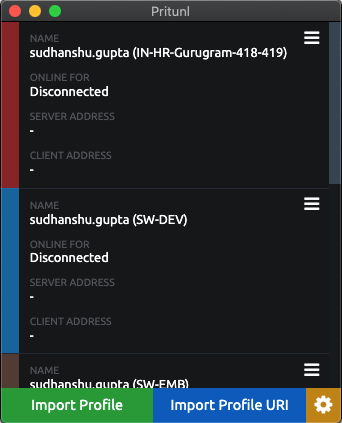 Pritunl
NAME
sudhanshu.gupta (IN-HR-Gurugram-418-419)
ONLINE FOR
Disconnected
SERVER ADDRESS
-
CLIENT ADDRESS
-
NAME
sudhanshu.gupta (SW-DEV)
ONLINE FOR
Disconnected
SERVER ADDRESS
-
CLIENT ADDRESS
-
NAME
sudhanshu.gupta (SW-EMB)
Import Profile
Import Profile URI